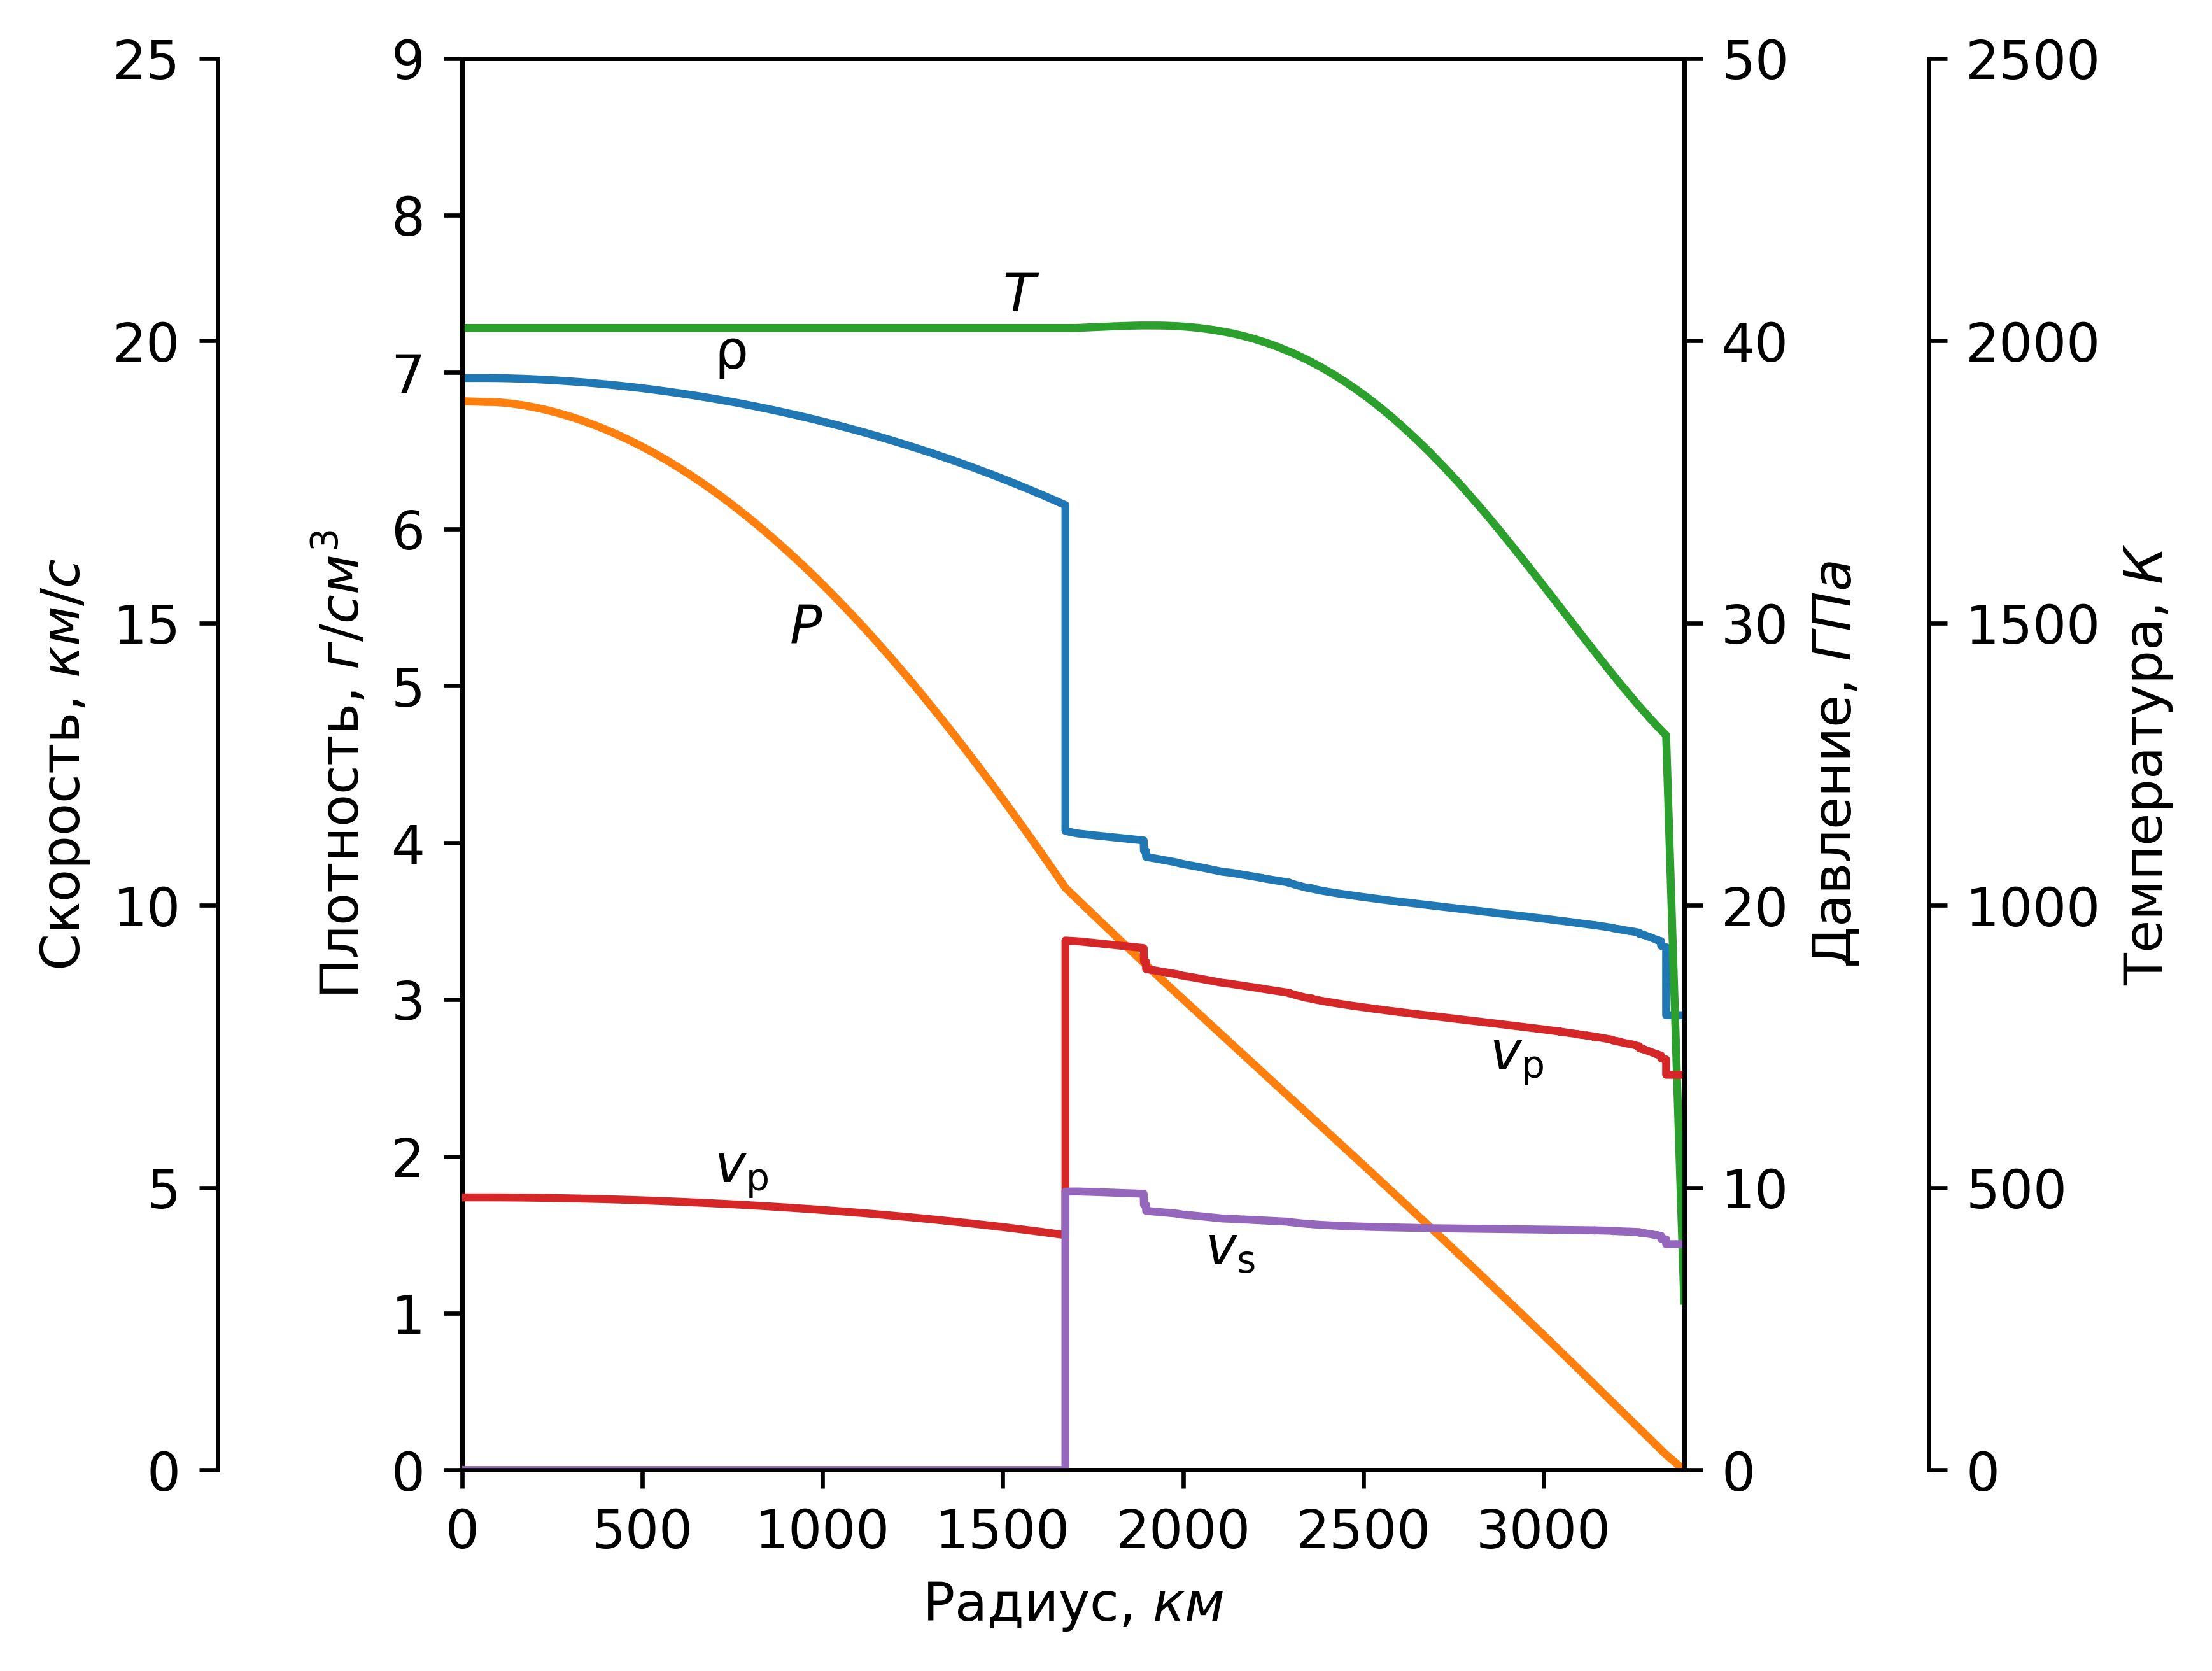 Скорость, км/с
25
20
15
10
5
0
Плотность, г/см³
9
8
7
6
5
4
3
2
1
0
T
ρ
P
vₚ
vₚ
vₛ
50
40
30
20
10
0
Давление, ГПа
2500
2000
1500
1000
500
0
Температура, К
0 500 1000 1500 2000 2500 3000
Радиус, км